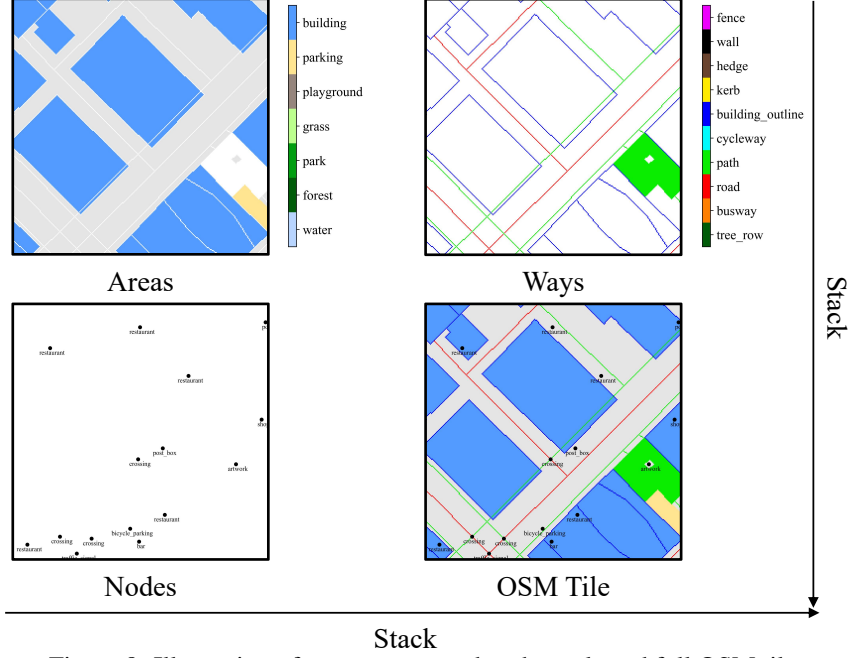 building
parking
playground
grass
park
forest
water
Areas
fence
wall
hedge
kerb
building_outline
cycleway
path
road
busway
tree_row
Ways
Stack
restaurant
restaurant
restaurant
post_box
crossing
artwork
restaurant
bicycle_parking
crossing
crossing
bar
restaurant
Nodes
restaurant
restaurant
restaurant
post_box
crossing
artwork
restaurant
bicycle_parking
crossing
crossing
bar
restaurant
OSM Tile
Stack